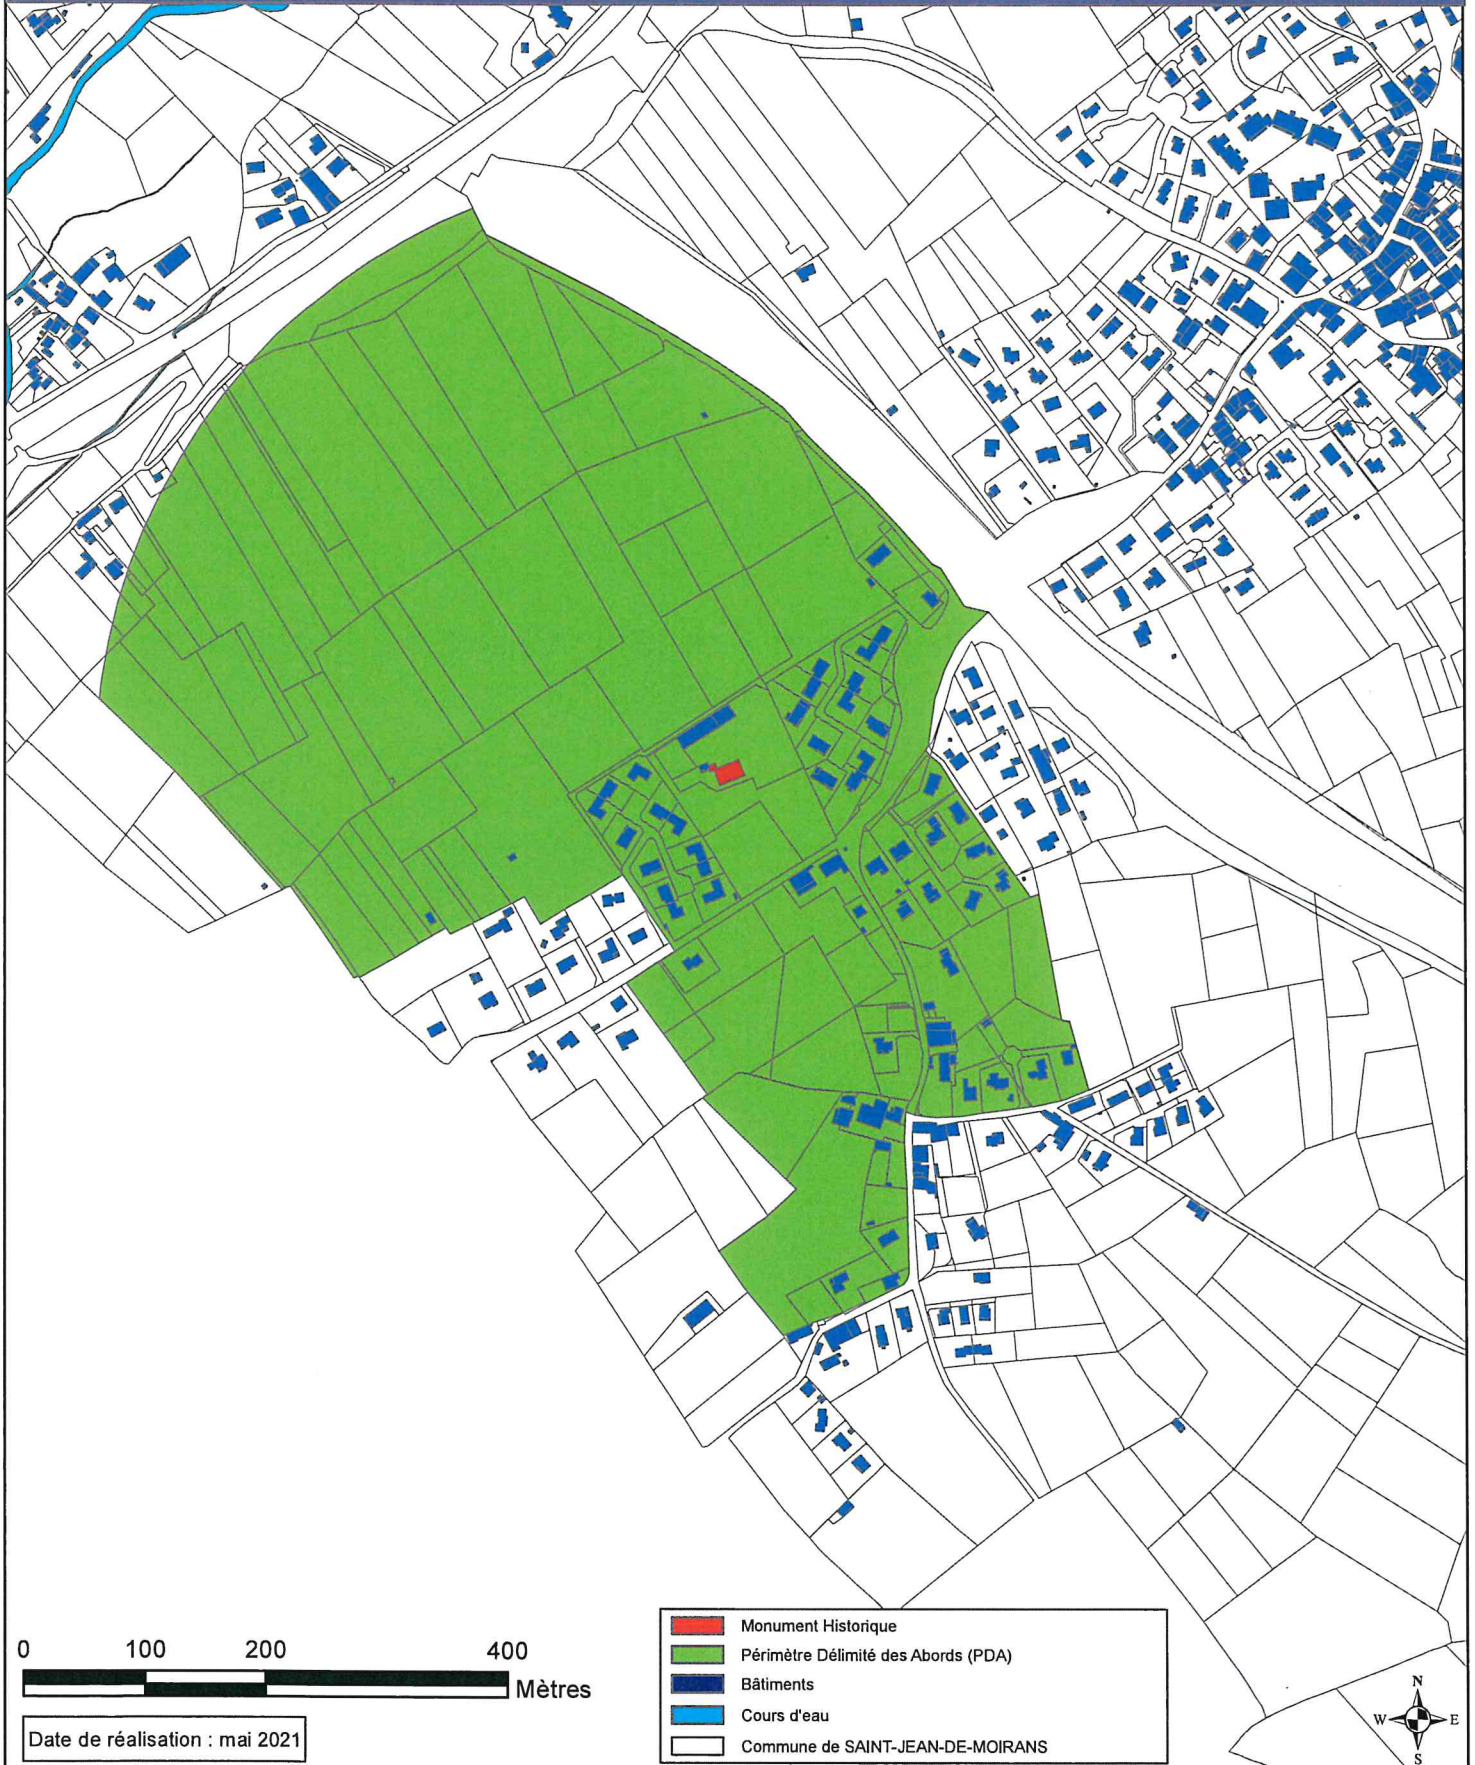 0 100 200 400
Mètres
Date de réalisation : mai 2021
Monument Historique
Périmètre Délimité des Abords (PDA)
Bâtiments
Cours d'eau
Commune de SAINT-JEAN-DE-MOIRANS
N
W E
S